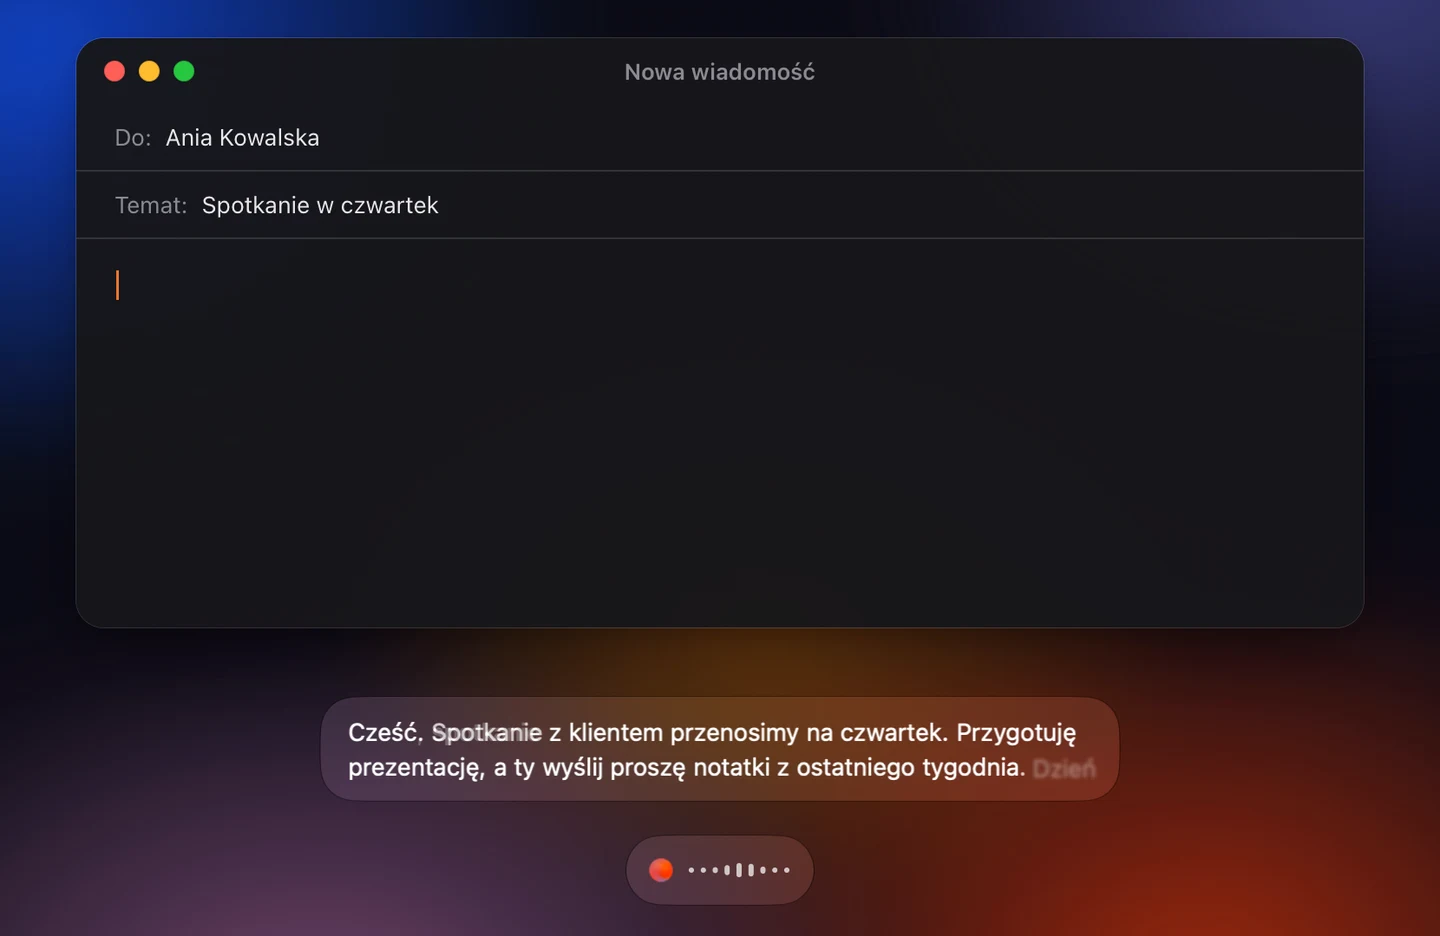 Nowa wiadomość
Do: Ania Kowalska
Temat: Spotkanie w czwartek
Cześć. Spotkanie z klientem przenosimy na czwartek. Przygotuję
prezentację, a ty wyślij proszę notatki z ostatniego tygodnia. Dzień